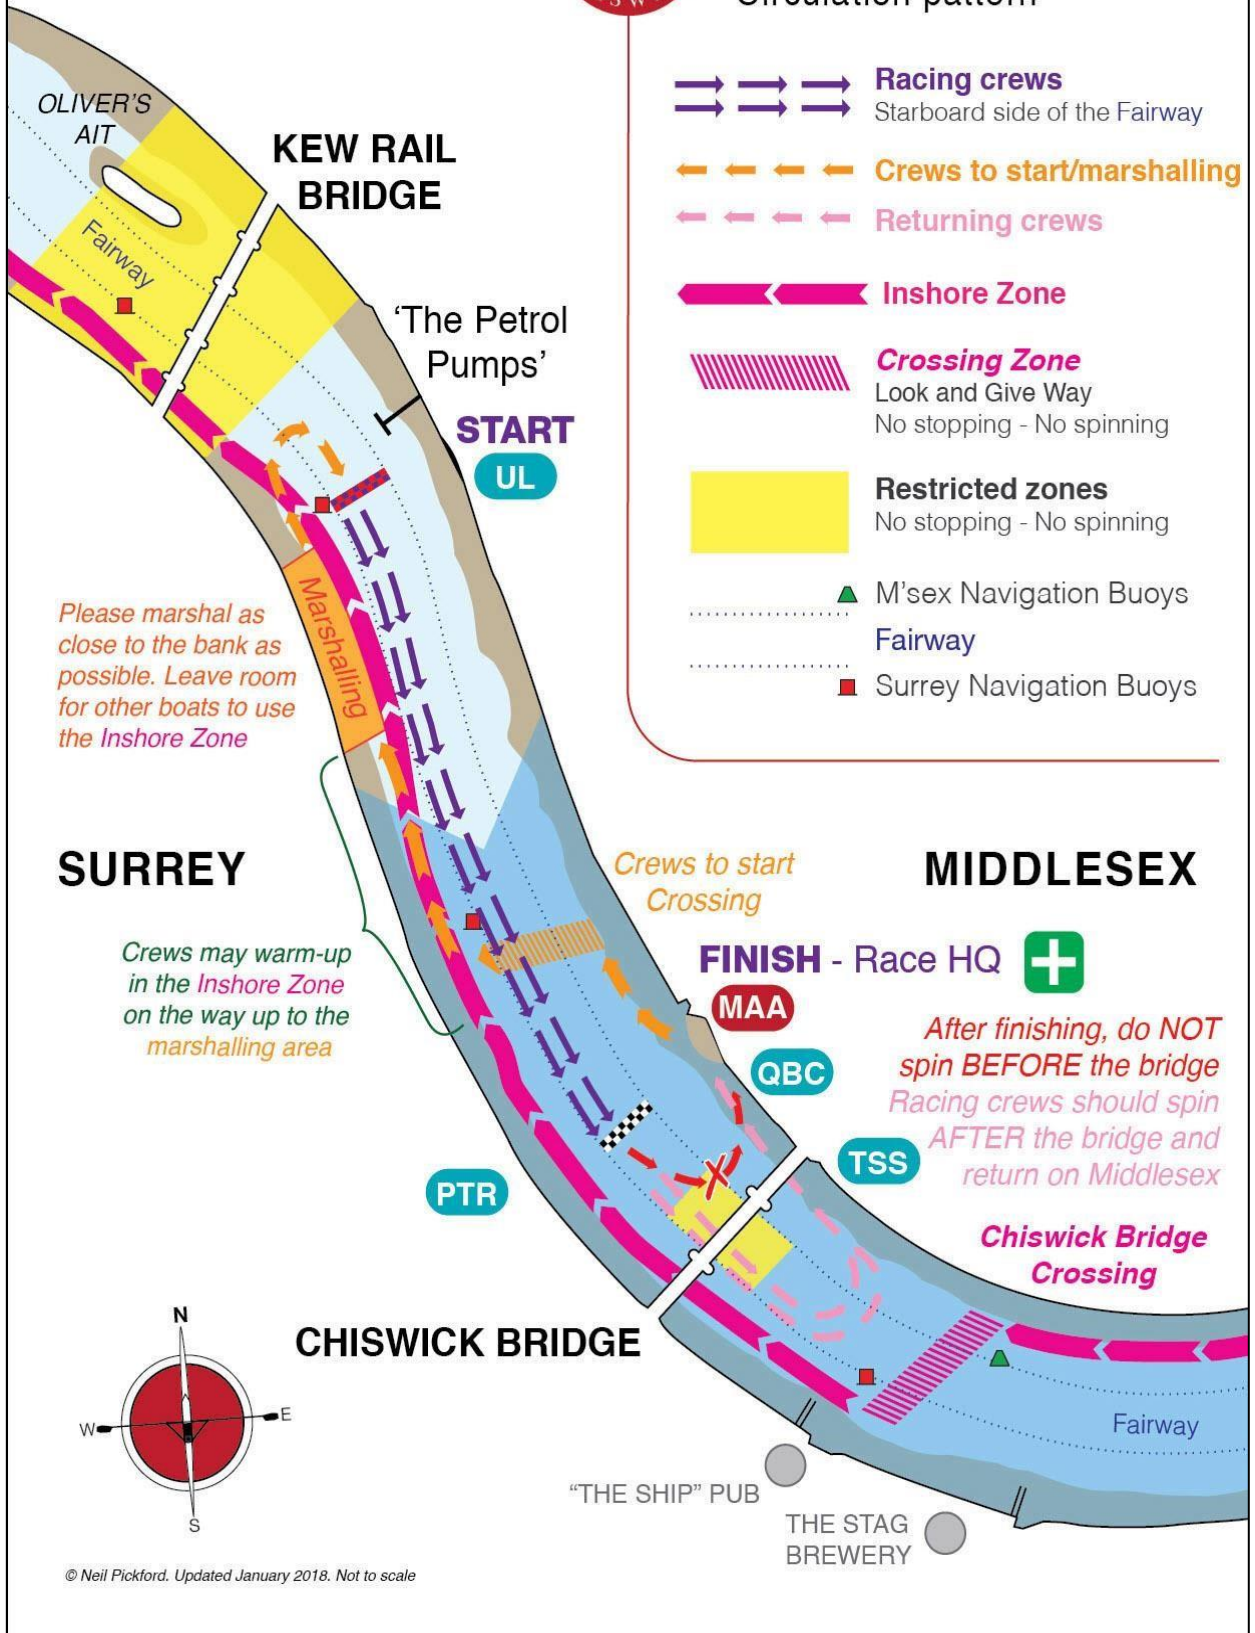 Circulation pattern
Racing crews
Starboard side of the Fairway
Crews to start/marshalling
Returning crews
Inshore Zone
Crossing Zone
Look and Give Way
No stopping - No spinning
Restricted zones
No stopping - No spinning
M'sex Navigation Buoys
Fairway
Surrey Navigation Buoys
OLIVER'S
AIT
KEW RAIL
BRIDGE
Fairway
'The Petrol
Pumps'
START
UL
Marshalling
Please marshal as
close to the bank as
possible. Leave room
for other boats to use
the Inshore Zone
SURREY
MIDDLESEX
Crews to start
Crossing
Crews may warm-up
in the Inshore Zone
on the way up to the
marshalling area
FINISH - Race HQ
MAA
QBC
After finishing, do NOT
spin BEFORE the bridge
Racing crews should spin
AFTER the bridge and
return on Middlesex
TSS
PTR
Chiswick Bridge
Crossing
CHISWICK BRIDGE
Fairway
N
W
E
S
"THE SHIP" PUB
THE STAG
BREWERY
© Neil Pickford. Updated January 2018. Not to scale